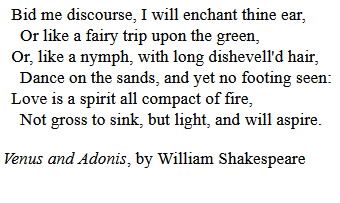 Bid me discourse, I will enchant thine ear,
Or like a fairy trip upon the green,
Or, like a nymph, with long dishevell'd hair,
Dance on the sands, and yet no footing seen:
Love is a spirit all compact of fire,
Not gross to sink, but light, and will aspire.
Venus and Adonis, by William Shakespeare